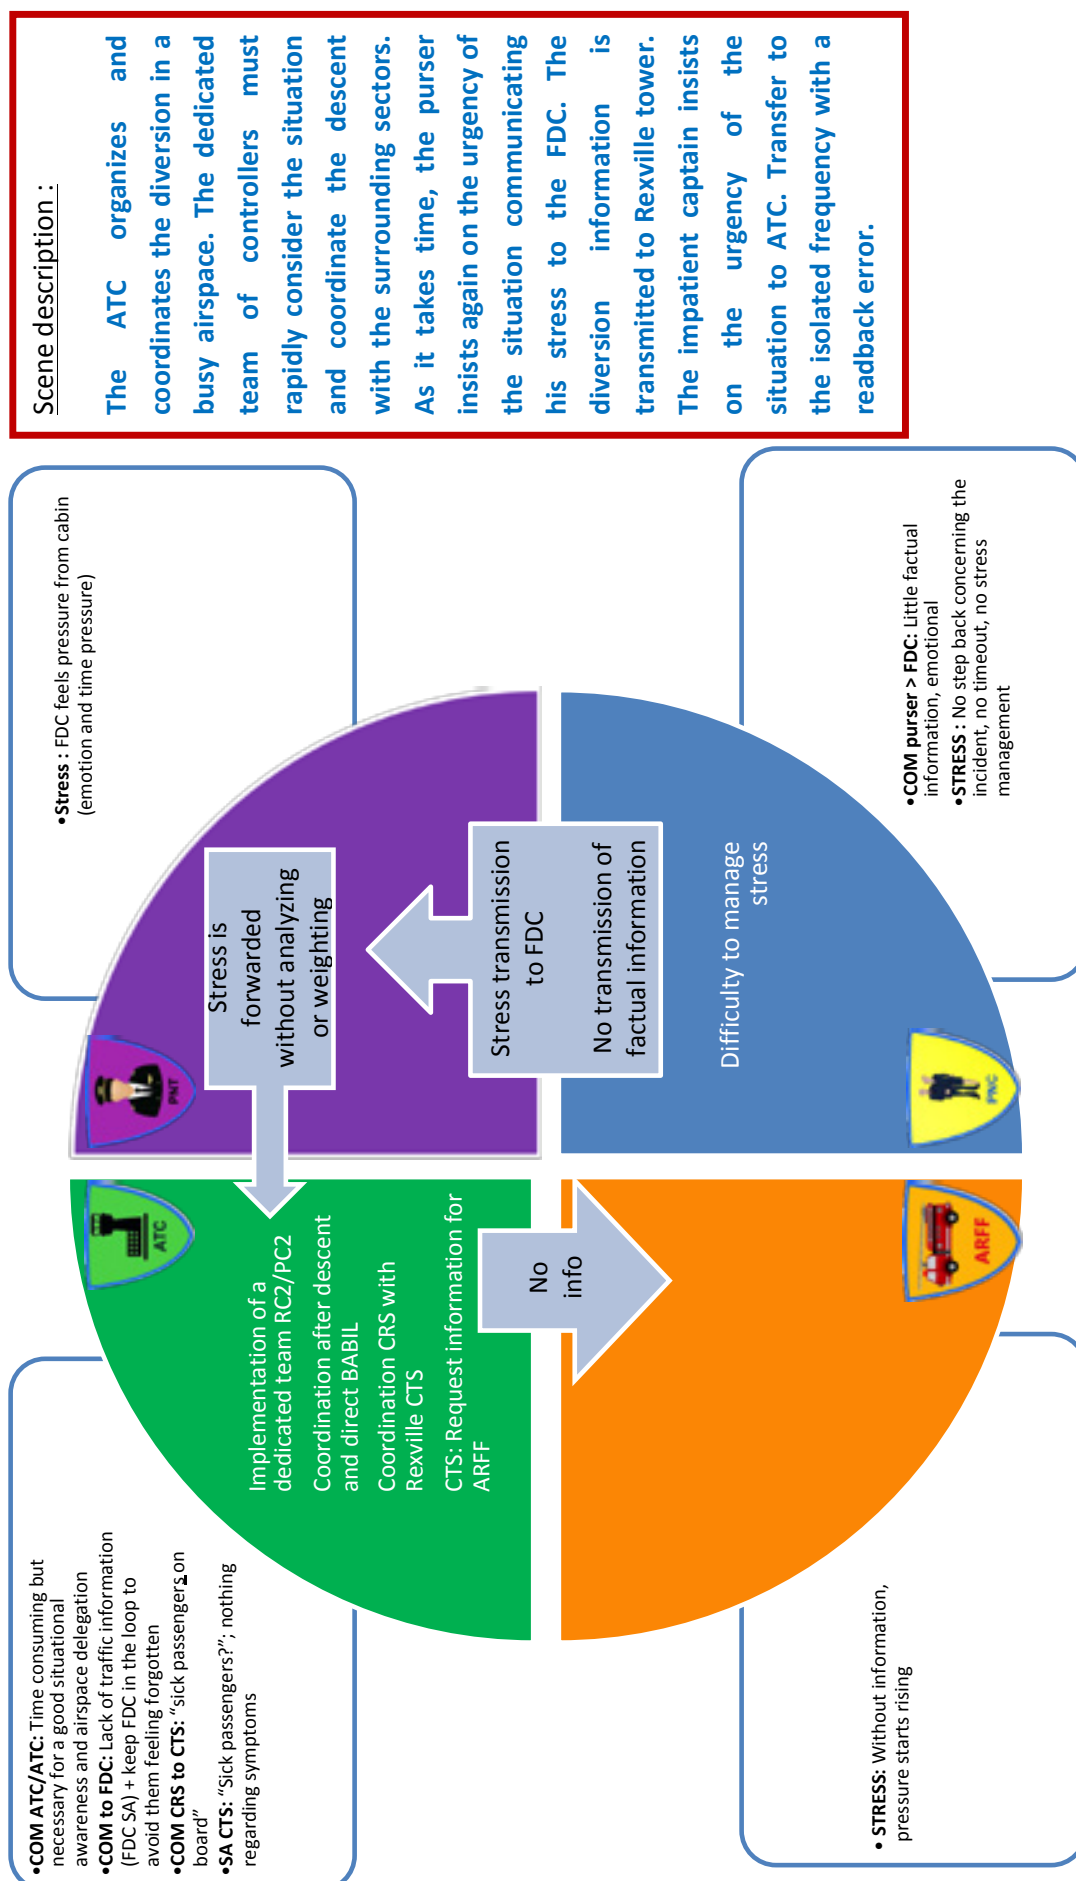 •COM ATC/ATC: Time consuming but
necessary for a good situational
awareness and airspace delegation
•COM to FDC: Lack of traffic information
(FDC SA) + keep FDC in the loop to
avoid them feeling forgotten
•COM CRS to CTS: “sick passengers on
board”
•SA CTS: “Sick passengers?”; nothing
regarding symptoms
•Stress : FDC feels pressure from cabin
(emotion and time pressure)
ATC
PNT
Implementation of a
dedicated team RC2/PC2
Coordination after descent
and direct BABIL
Coordination CRS with
Rexville CTS
CTS: Request information for
ARFF
Stress is
forwarded
without analyzing
or weighting
No
info
Stress transmission
to FDC
No transmission of
factual information
Difficulty to manage
stress
ARFF
PNC
• STRESS: Without information,
pressure starts rising
•COM purser > FDC: Little factual
information, emotional
•STRESS : No step back concerning the
incident, no timeout, no stress
management
Scene description :
The ATC organizes and
coordinates the diversion in a
busy airspace. The dedicated
team of controllers must
rapidly consider the situation
and coordinate the descent
with the surrounding sectors.
As it takes time, the purser
insists again on the urgency of
the situation communicating
his stress to the FDC. The
diversion information is
transmitted to Rexville tower.
The impatient captain insists
on the urgency of the
situation to ATC. Transfer to
the isolated frequency with a
readback error.